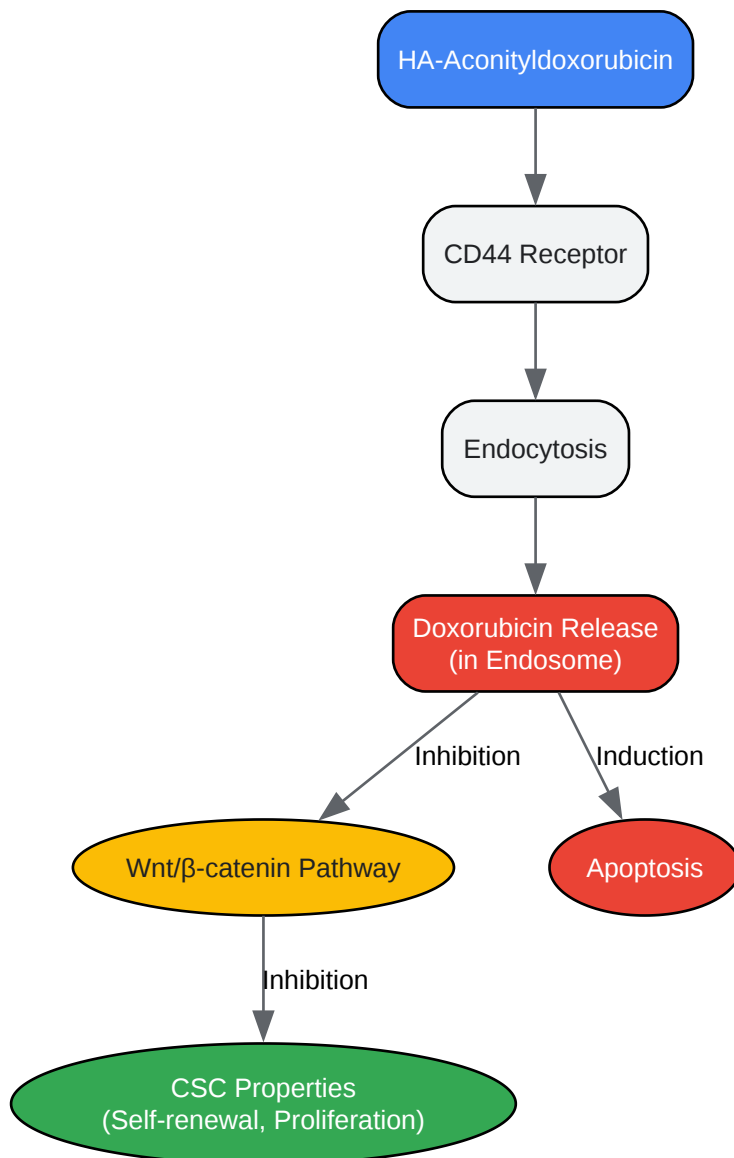 HA-Aconityldoxorubicin
CD44 Receptor
Endocytosis
Doxorubicin Release
(in Endosome)
Inhibition
Induction
Wnt/β-catenin Pathway
Apoptosis
Inhibition
CSC Properties
(Self-renewal, Proliferation)